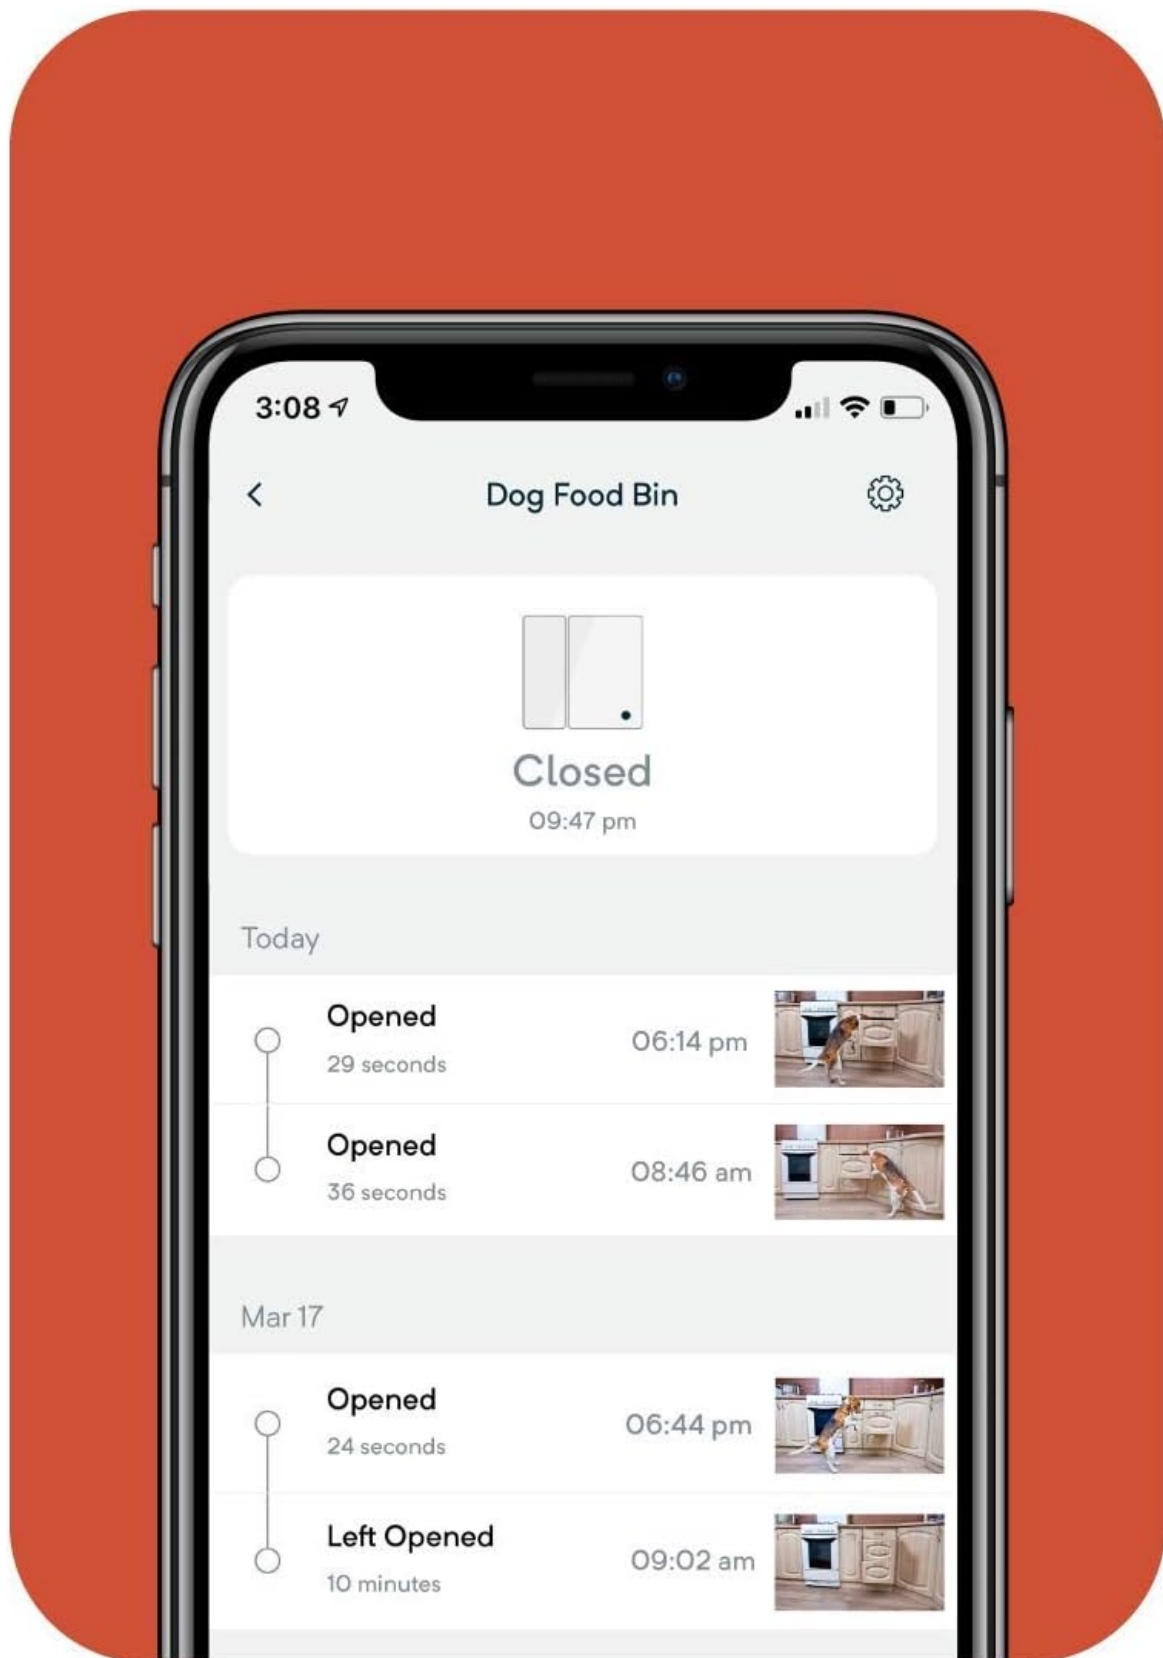 3:08
Dog Food Bin
Closed
09:47 pm
Today
Opened
06:14 pm
29 seconds
Opened
08:46 am
36 seconds
Mar 17
Opened
06:44 pm
24 seconds
Left Opened
09:02 am
10 minutes